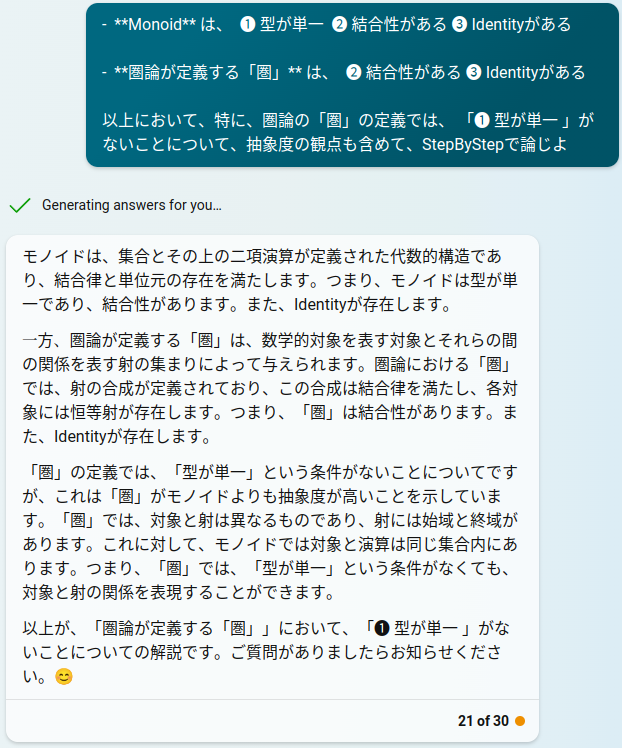 - **Monoid** は、 ❶ 型が単一 ❷ 結合性がある ❸ Identityがある
- **圏論が定義する「圏」** は、 ❷ 結合性がある ❸ Identityがある
以上において、特に、圏論の「圏」の定義では、 「❶ 型が単一 」が
ないことについて、抽象度の観点も含めて、StepByStepで論じよ
Generating answers for you…
モノイドは、集合とその上の二項演算が定義された代数的構造であ
り、結合律と単位元の存在を満たします。つまり、モノイドは型が単
一であり、結合性があります。また、Identityが存在します。
一方、圏論が定義する「圏」は、数学的対象を表す対象とそれらの間
の関係を表す射の集まりによって与えられます。圏論における「圏」
では、射の合成が定義されており、この合成は結合律を満たし、各対
象には恒等射が存在します。つまり、「圏」は結合性があります。ま
た、Identityが存在します。
「圏」の定義では、「型が単一」という条件がないことについてです
が、これは「圏」がモノイドよりも抽象度が高いことを示していま
す。「圏」では、対象と射は異なるものであり、射には始域と終域が
あります。これに対して、モノイドでは対象と演算は同じ集合内にあ
ります。つまり、「圏」では、「型が単一」という条件がなくても、
対象と射の関係を表現することができます。
以上が、「圏論が定義する「圏」」において、「❶ 型が単一 」がな
いことについての解説です。ご質問がありましたらお知らせくださ
い。😊
21 of 30